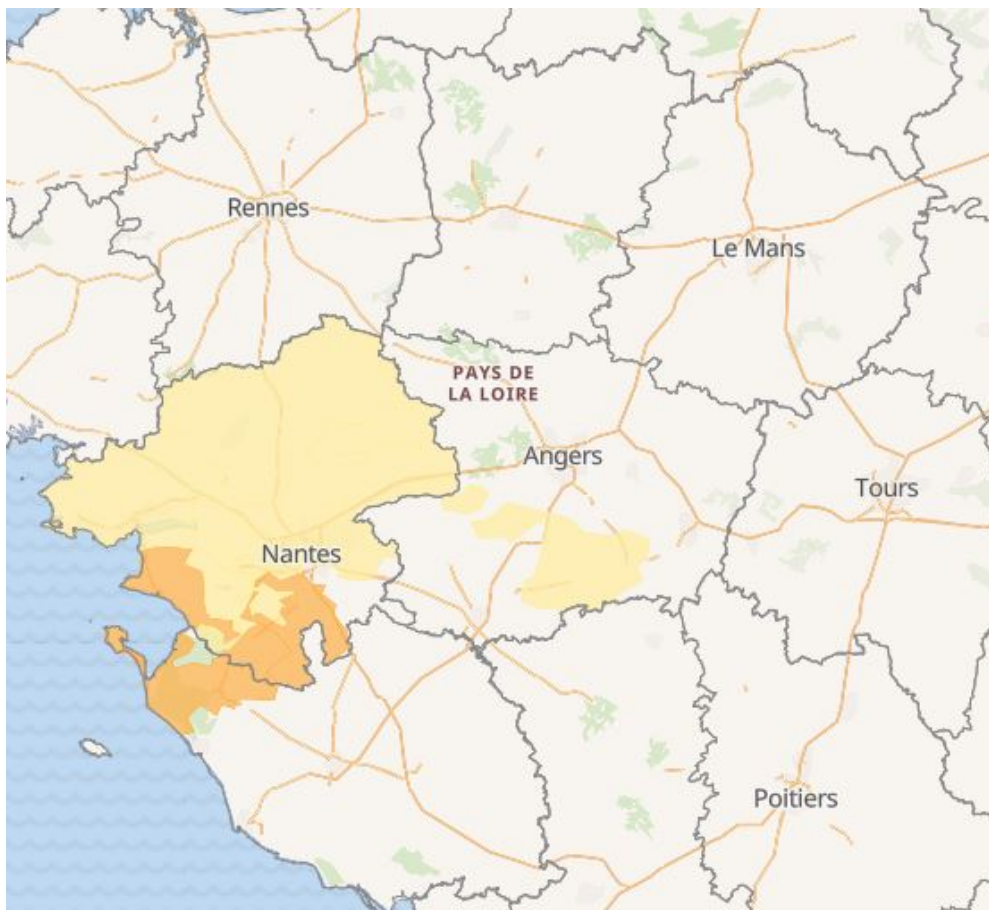 Rennes
Le Mans
PAYS DE
LA LOIRE
Angers
Tours
Nantes
Poitiers